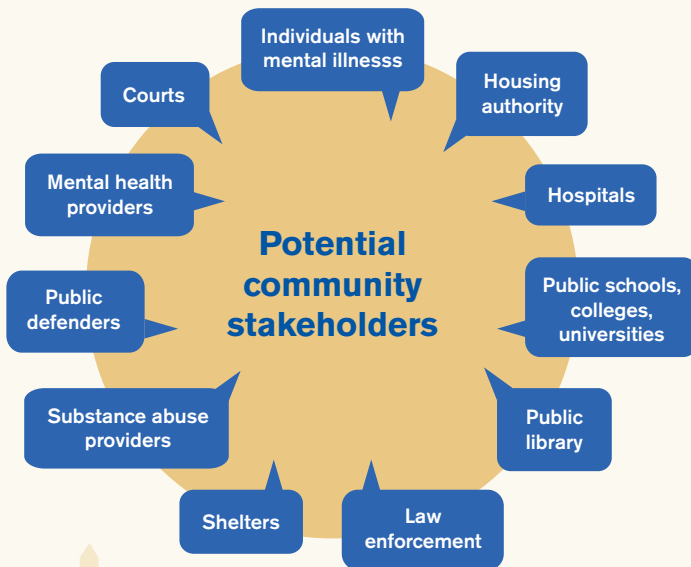 Individuals with
mental illnesss
Housing
authority
Courts
Mental health
providers
Hospitals
Potential
community
stakeholders
Public
defenders
Public schools,
colleges,
universities
Substance abuse
providers
Public
library
Shelters
Law
enforcement